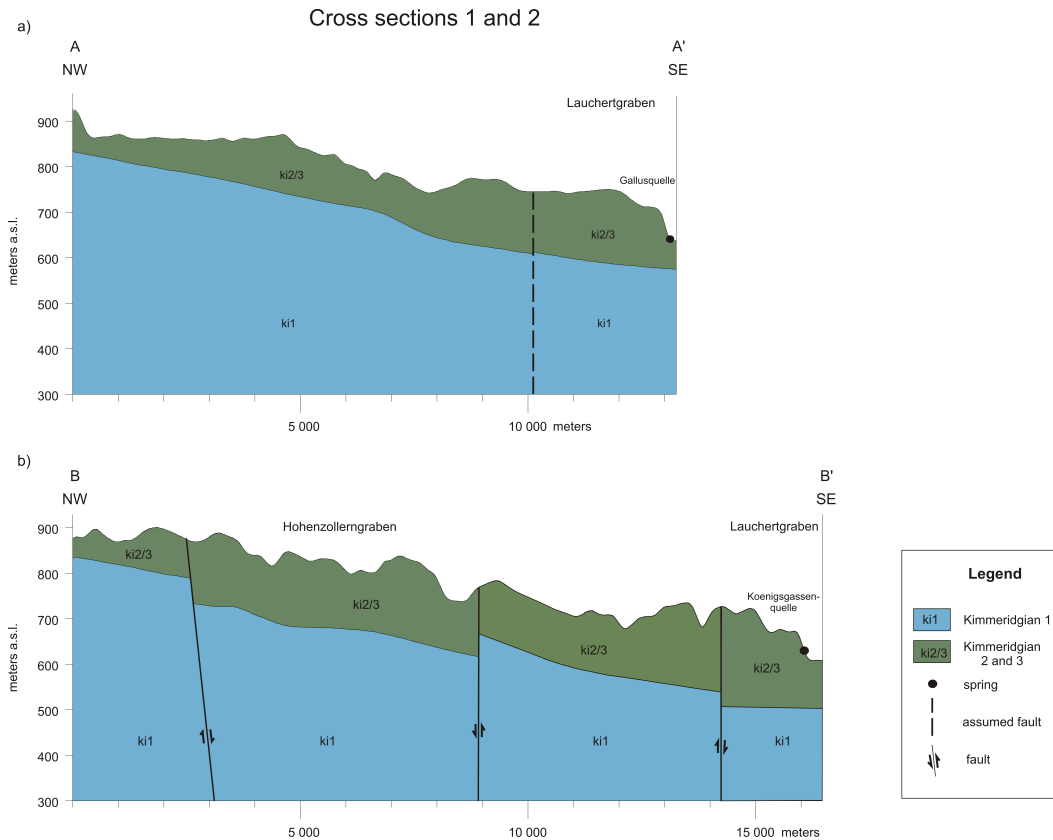 Cross sections 1 and 2
a)
A
NW
A'
SE
Lauchertgraben
Gallusquelle
900
800
700
600
500
400
300
meters a.s.l.
ki2/3
ki2/3
ki1
ki1
5 000
10 000 meters
b)
B
NW
B'
SE
Hohenzollerngraben
Lauchertgraben
Koenigsgassen-
quelle
900
800
700
600
500
400
300
meters a.s.l.
ki2/3
ki2/3
ki2/3
ki2/3
ki1
ki1
ki1
ki1
5 000
10 000
15 000 meters
Legend
ki1 Kimmeridgian 1
ki2/3 Kimmeridgian
2 and 3
spring
assumed fault
fault